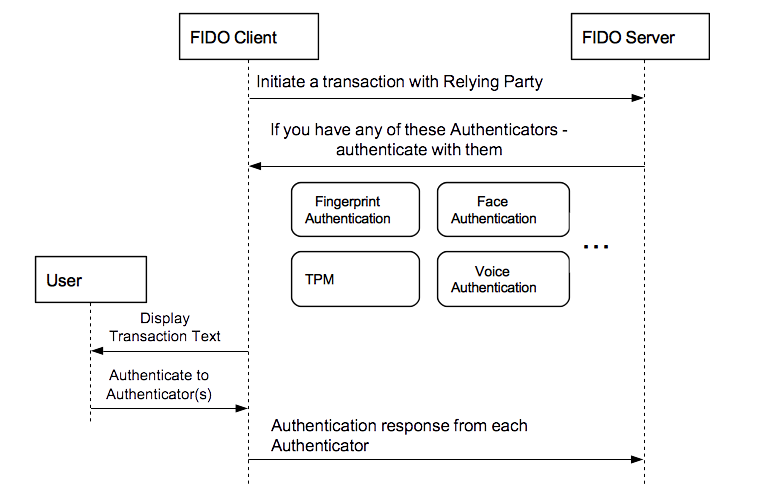 FIDO Client
FIDO Server
Initiate a transaction with Relying Party
If you have any of these Authenticators -
authenticate with them
Fingerprint
Authentication
Face
Authentication
...
TPM
Voice
Authentication
User
Display
Transaction Text
Authenticate to
Authenticator(s)
Authentication response from each
Authenticator